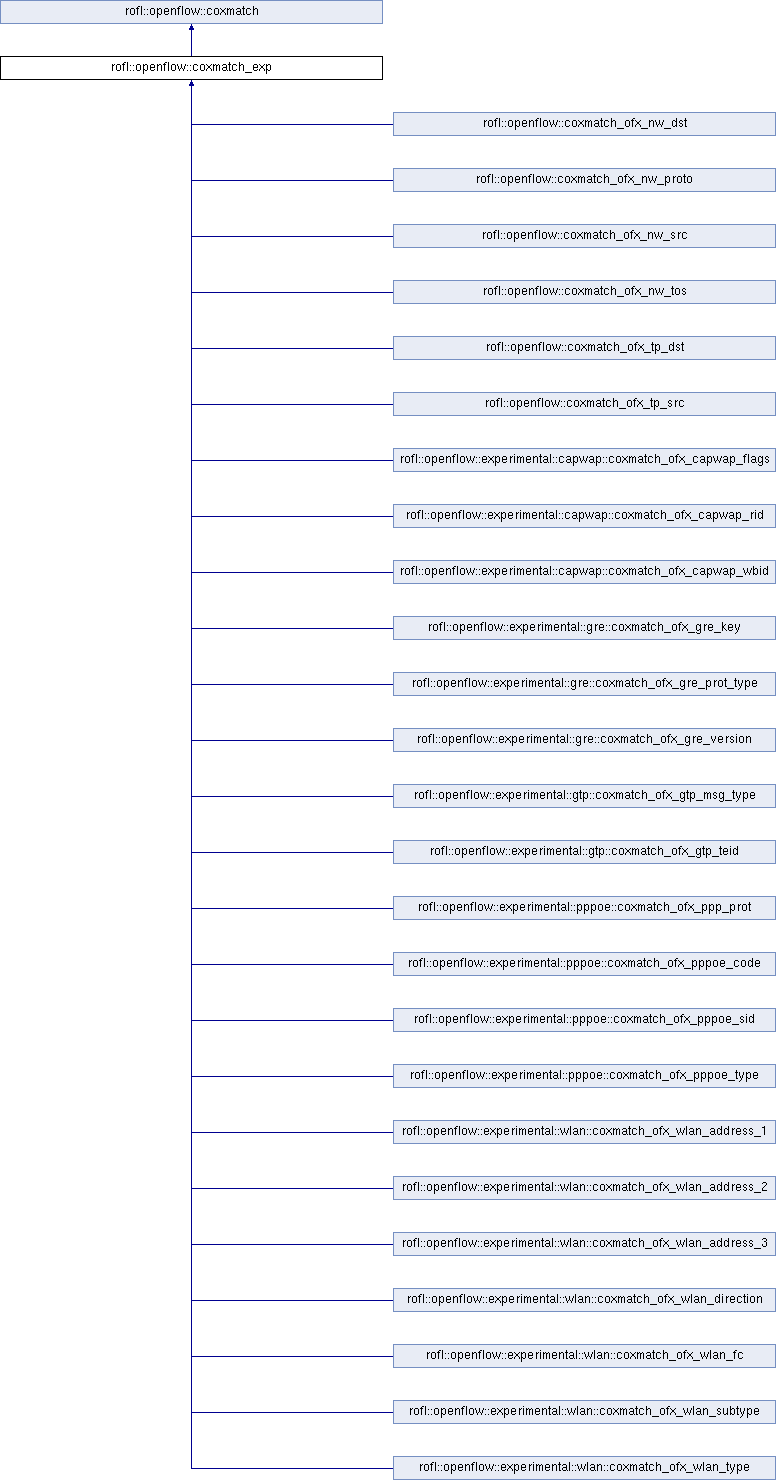 rofl::openflow::coxmatch
rofl::openflow::coxmatch_exp
rofl::openflow::coxmatch_ofx_nw_dst
rofl::openflow::coxmatch_ofx_nw_proto
rofl::openflow::coxmatch_ofx_nw_src
rofl::openflow::coxmatch_ofx_nw_tos
rofl::openflow::coxmatch_ofx_tp_dst
rofl::openflow::coxmatch_ofx_tp_src
rofl::openflow::experimental::capwap::coxmatch_ofx_capwap_flags
rofl::openflow::experimental::capwap::coxmatch_ofx_capwap_rid
rofl::openflow::experimental::capwap::coxmatch_ofx_capwap_wbid
rofl::openflow::experimental::gre::coxmatch_ofx_gre_key
rofl::openflow::experimental::gre::coxmatch_ofx_gre_prot_type
rofl::openflow::experimental::gre::coxmatch_ofx_gre_version
rofl::openflow::experimental::gtp::coxmatch_ofx_gtp_msg_type
rofl::openflow::experimental::gtp::coxmatch_ofx_gtp_teid
rofl::openflow::experimental::pppoe::coxmatch_ofx_ppp_prot
rofl::openflow::experimental::pppoe::coxmatch_ofx_pppoe_code
rofl::openflow::experimental::pppoe::coxmatch_ofx_pppoe_sid
rofl::openflow::experimental::pppoe::coxmatch_ofx_pppoe_type
rofl::openflow::experimental::wlan::coxmatch_ofx_wlan_address_1
rofl::openflow::experimental::wlan::coxmatch_ofx_wlan_address_2
rofl::openflow::experimental::wlan::coxmatch_ofx_wlan_address_3
rofl::openflow::experimental::wlan::coxmatch_ofx_wlan_direction
rofl::openflow::experimental::wlan::coxmatch_ofx_wlan_fc
rofl::openflow::experimental::wlan::coxmatch_ofx_wlan_subtype
rofl::openflow::experimental::wlan::coxmatch_ofx_wlan_type